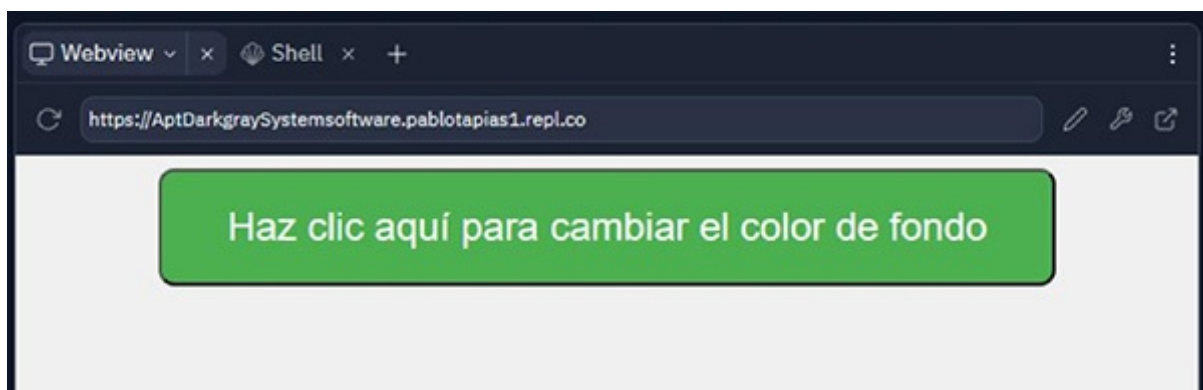 Webview Shell
https://AptDarkgraySystemsoftware.pablotapias1.repl.co
Haz clic aquí para cambiar el color de fondo